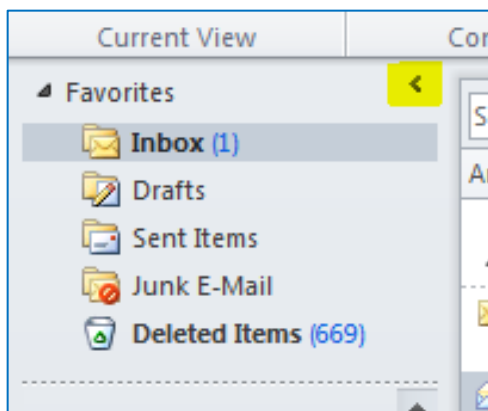 Current View
Favorites
Inbox (1)
Drafts
Sent Items
Junk E-Mail
Deleted Items (669)